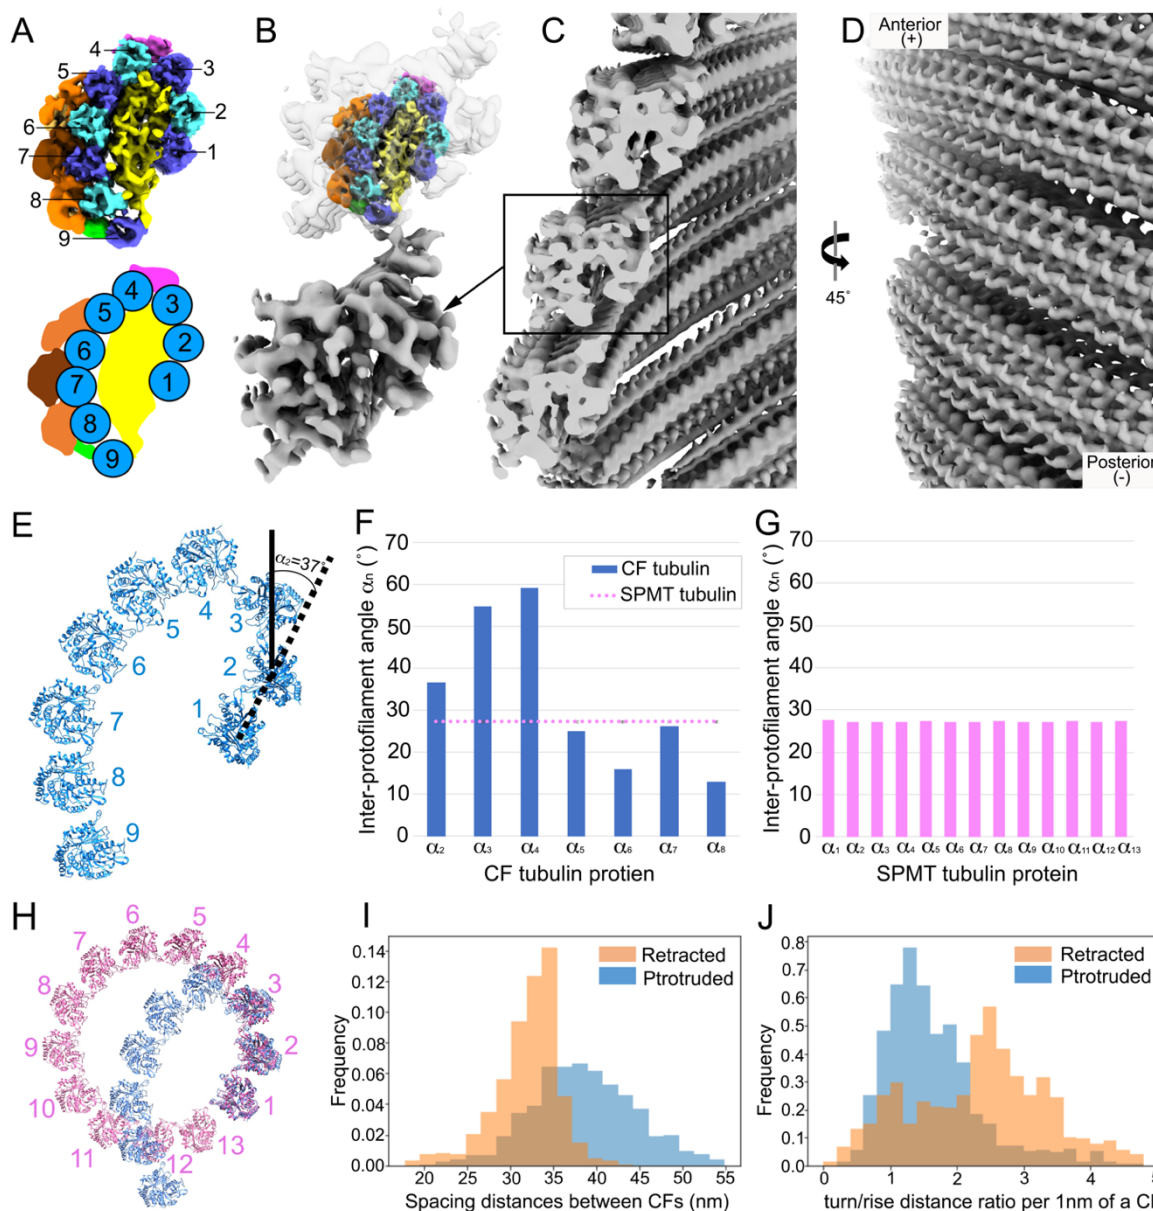 A
4
5
3
6
2
7
1
8
9
4
3
5
2
6
1
7
8
9
B
C
D
Anterior
(+)
45°
Posterior
(-)
E
α₂=37°
4
3
5
2
6
1
7
8
9
F
Inter-protofilament angle αₙ (°)
70
60
50
40
30
20
10
0
CF tubulin
SPMT tubulin
α₂ α₃ α₄ α₅ α₆ α₇ α₈
CF tubulin protien
G
Inter-protofilament angle αₙ (°)
70
60
50
40
30
20
10
0
α₁ α₂ α₃ α₄ α₅ α₆ α₇ α₈ α₉ α₁₀ α₁₁ α₁₂ α₁₃
SPMT tubulin protein
H
6
5
7
4
8
3
9
2
10
1
11
12
13
I
Frequency
0.14
0.12
0.10
0.08
0.06
0.04
0.02
0.00
Retracted
Ptrotruded
20 25 30 35 40 45 50 55
Spacing distances between CFs (nm)
J
Frequency
0.8
0.7
0.6
0.5
0.4
0.3
0.2
0.1
0
Retracted
Ptrotruded
0 1 2 3 4
turn/rise distance ratio per 1nm of a